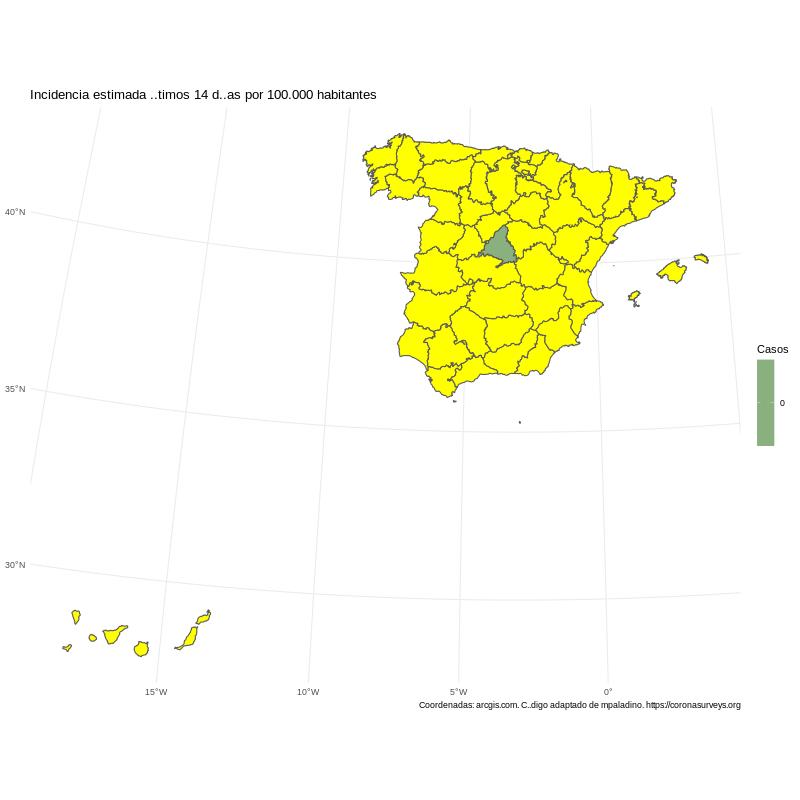 Incidencia estimada ..timos 14 d..as por 100.000 habitantes
40°N
35°N
30°N
15°W
10°W
5°W
0°
Casos
0
Coordenadas: arcgis.com. C..digo adaptado de mpaladino. https://coronasurveys.org